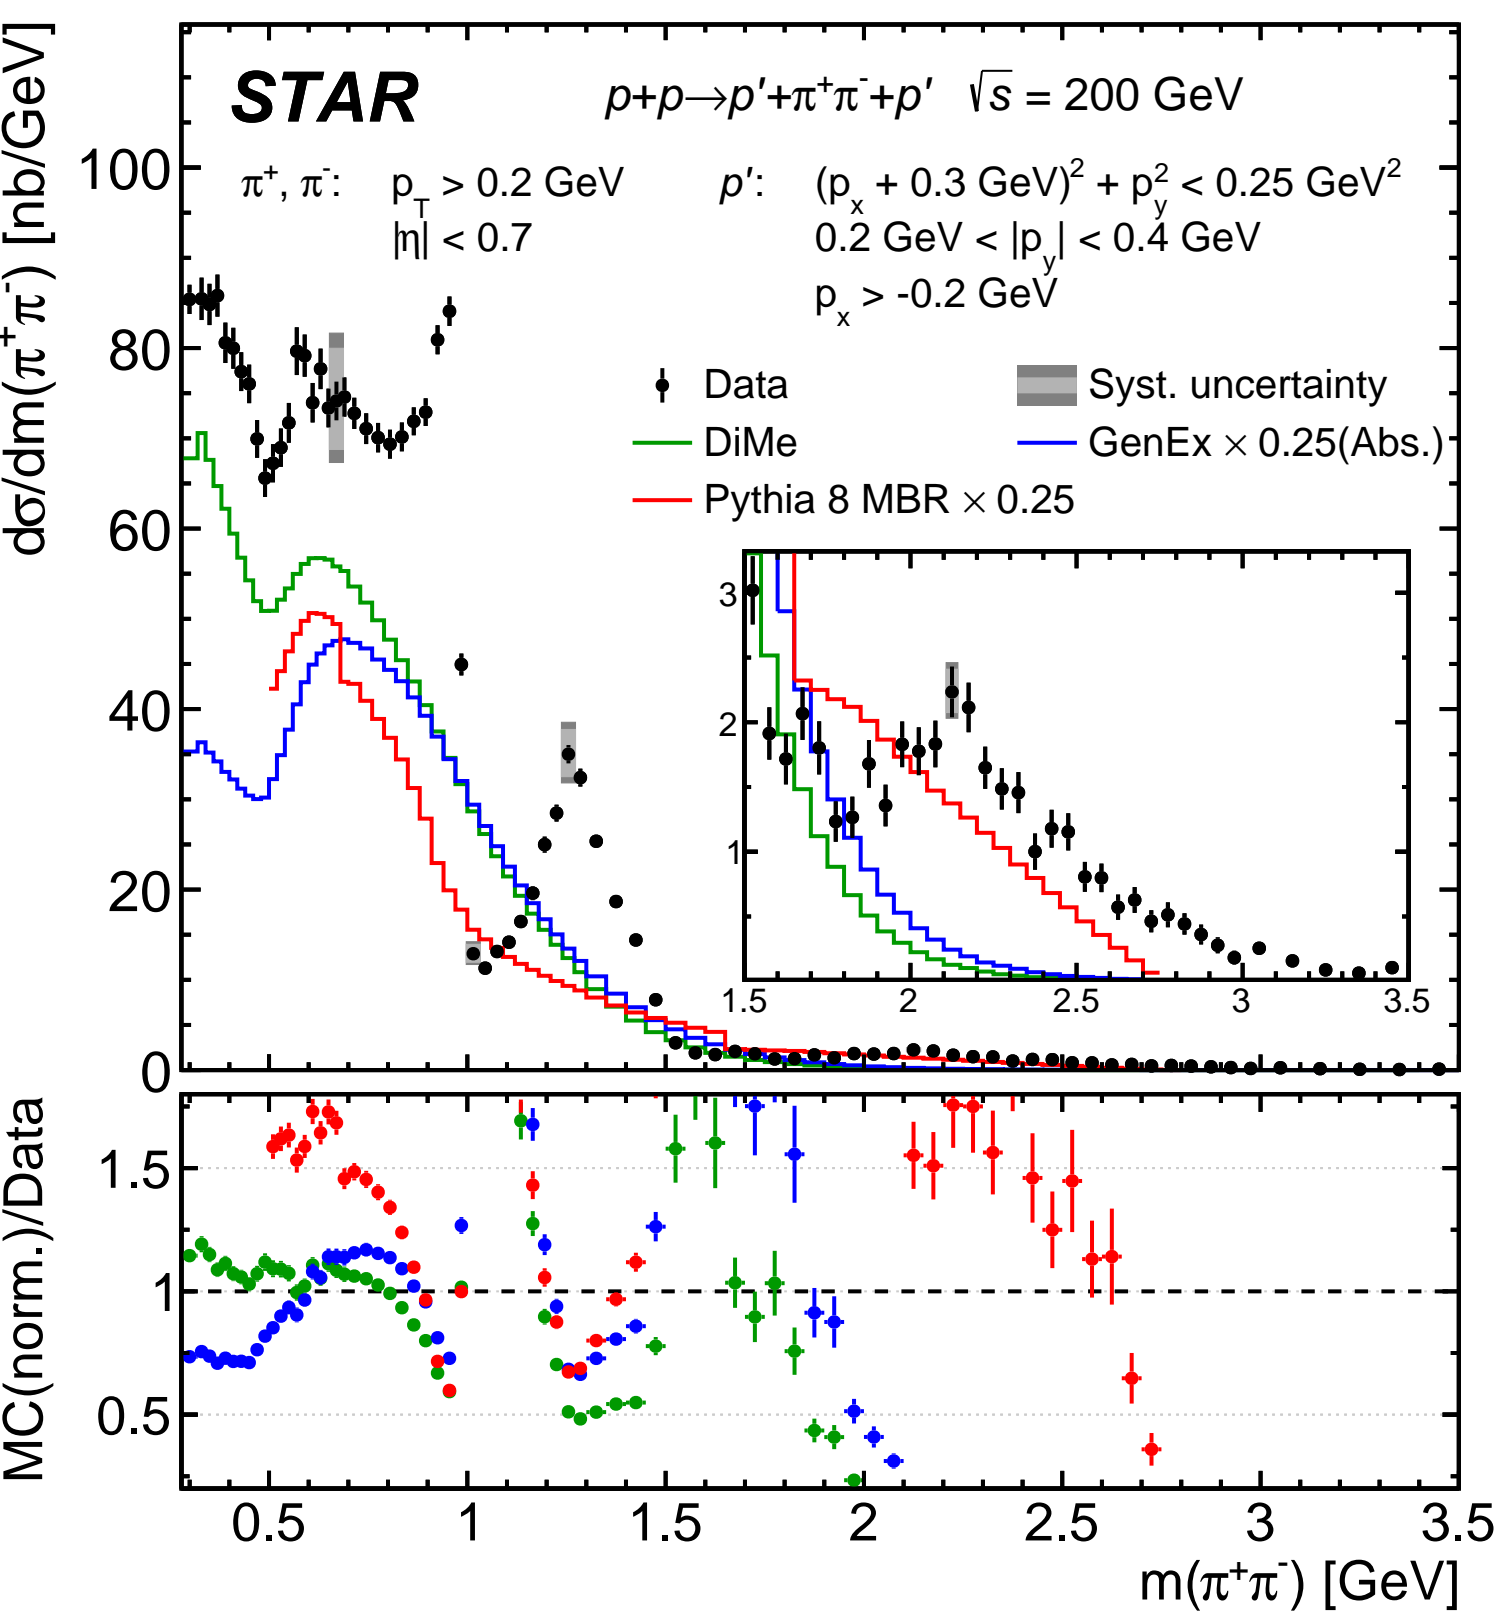 STAR
p+p→p′+π⁺π⁻+p′ √s = 200 GeV
π⁺, π⁻: p_T > 0.2 GeV p′: (p_x + 0.3 GeV)² + p_y² < 0.25 GeV²
|η| < 0.7 0.2 GeV < |p_y| < 0.4 GeV
p_x > -0.2 GeV
Data Syst. uncertainty
DiMe GenEx × 0.25(Abs.)
Pythia 8 MBR × 0.25
dσ/dm(π⁺π⁻) [nb/GeV]
100
80
60
40
20
0
3
2
1
1.5 2 2.5 3 3.5
MC(norm.)/Data
1.5
1
0.5
0.5 1 1.5 2 2.5 3 3.5
m(π⁺π⁻) [GeV]